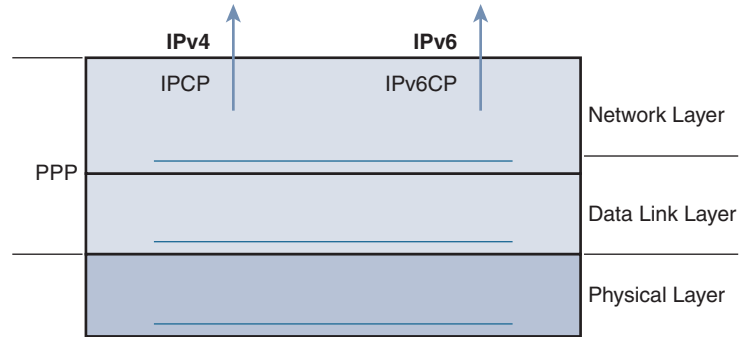 IPv4 IPv6
IPCP IPv6CP
Network Layer
PPP
Data Link Layer
Physical Layer